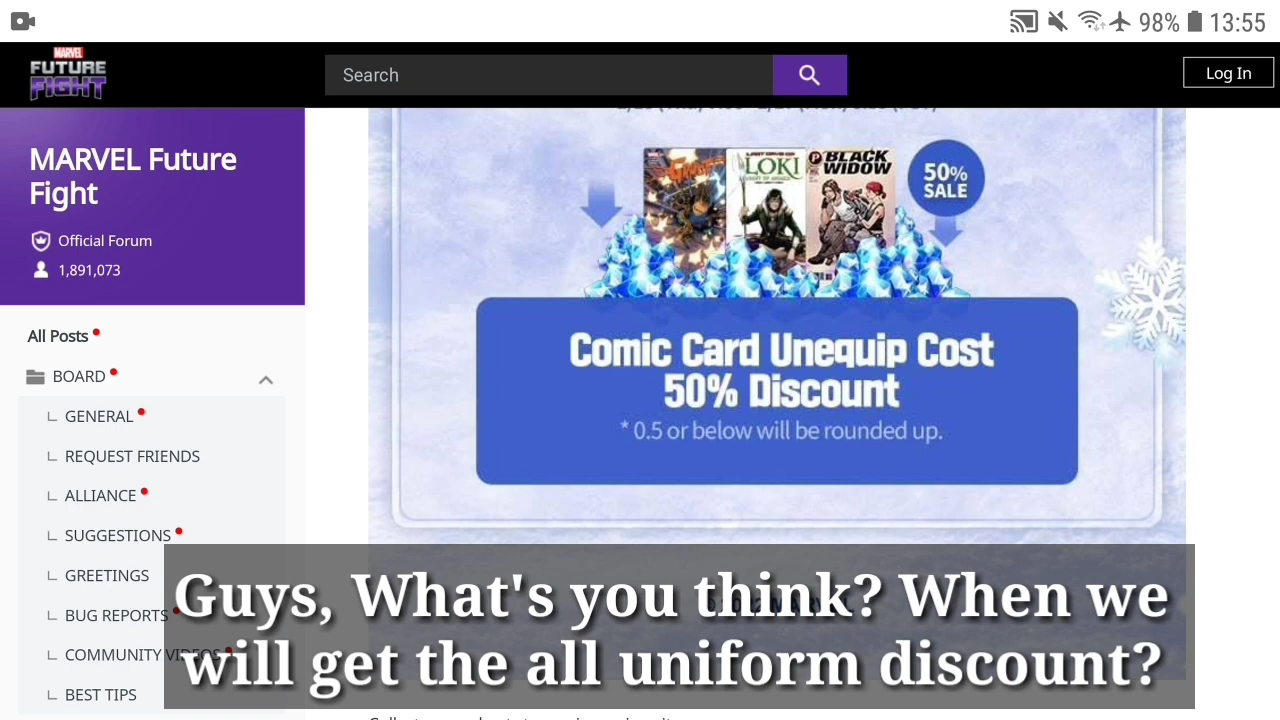 98% 13:55
MARVEL
FUTURE
FIGHT
Search
Log In
MARVEL Future
Fight
Official Forum
1,891,073
All Posts
BOARD
GENERAL
REQUEST FRIENDS
ALLIANCE
SUGGESTIONS
GREETINGS
BUG REPORTS
COMMUNITY VIDEOS
BEST TIPS
LOKI
BLACK
WIDOW
50%
SALE
Comic Card Unequip Cost
50% Discount
* 0.5 or below will be rounded up.
Guys, What's you think? When we
will get the all uniform discount?